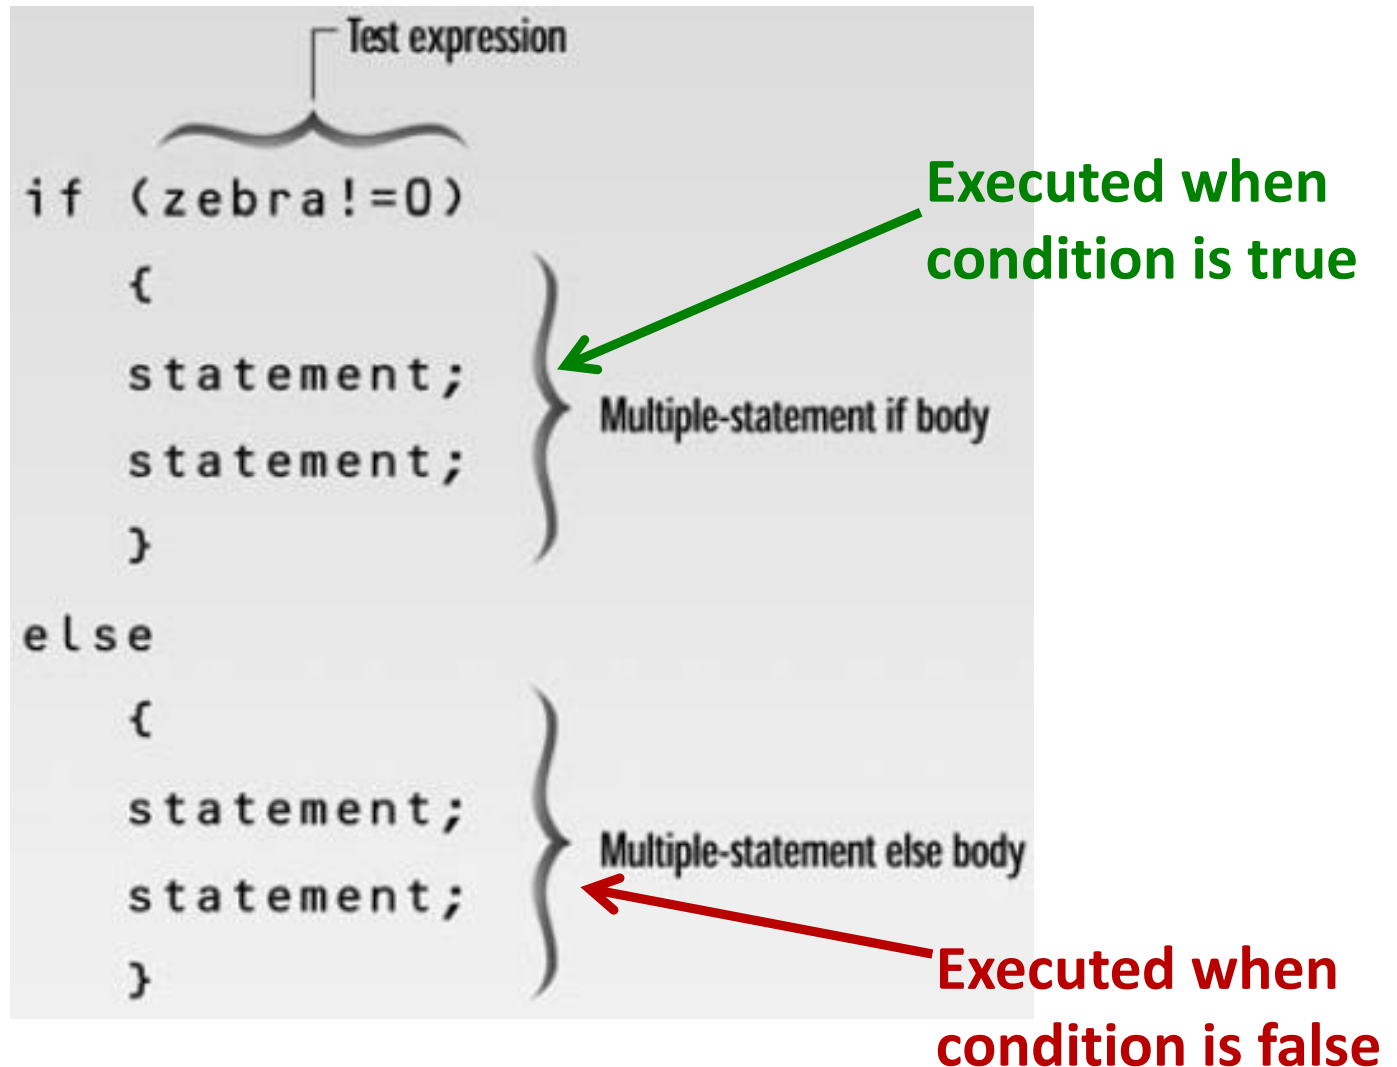 Test expression
if (zebra!=0)
{
statement;
statement;
}
Multiple-statement if body
Executed when
condition is true
else
{
statement;
statement;
}
Multiple-statement else body
Executed when
condition is false